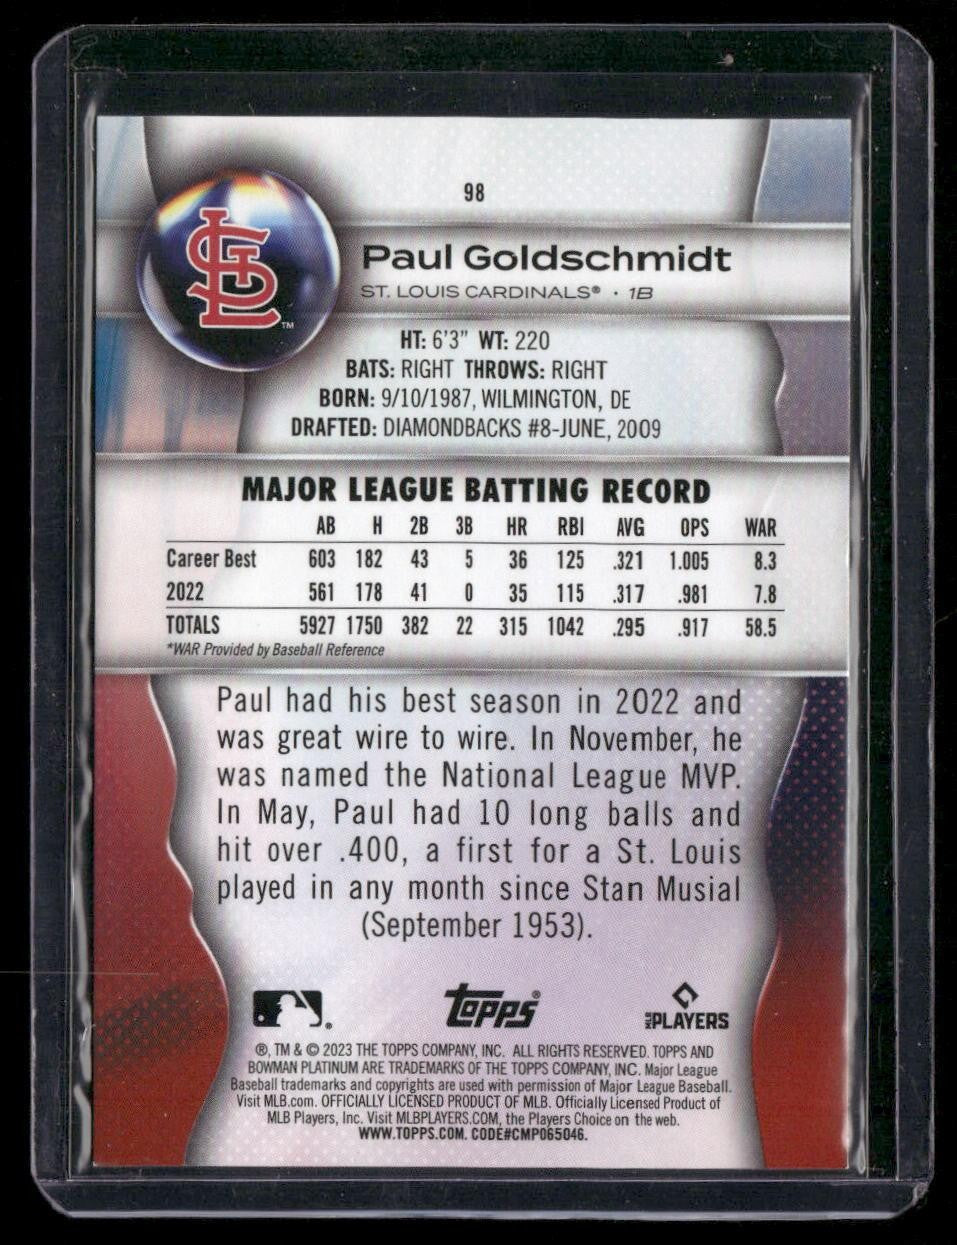 98
STL
™
Paul Goldschmidt
ST. LOUIS CARDINALS® · 1B
HT: 6'3" WT: 220
BATS: RIGHT THROWS: RIGHT
BORN: 9/10/1987, WILMINGTON, DE
DRAFTED: DIAMONDBACKS #8-JUNE, 2009
MAJOR LEAGUE BATTING RECORD
AB H 2B 3B HR RBI AVG OPS WAR
Career Best 603 182 43 5 36 125 .321 1.005 8.3
2022 561 178 41 0 35 115 .317 .981 7.8
TOTALS 5927 1750 382 22 315 1042 .295 .917 58.5
*WAR Provided by Baseball Reference
Paul had his best season in 2022 and
was great wire to wire. In November, he
was named the National League MVP.
In May, Paul had 10 long balls and
hit over .400, a first for a St. Louis
played in any month since Stan Musial
(September 1953).
topps®
MLB PLAYERS
®, TM & © 2023 THE TOPPS COMPANY, INC. ALL RIGHTS RESERVED. TOPPS AND
BOWMAN PLATINUM ARE TRADEMARKS OF THE TOPPS COMPANY, INC. Major League
Baseball trademarks and copyrights are used with permission of Major League Baseball.
Visit MLB.com. OFFICIALLY LICENSED PRODUCT OF MLB. Officially Licensed Product of
MLB Players, Inc. Visit MLBPLAYERS.COM, the Players Choice on the web.
WWW.TOPPS.COM. CODE#CMP065046.